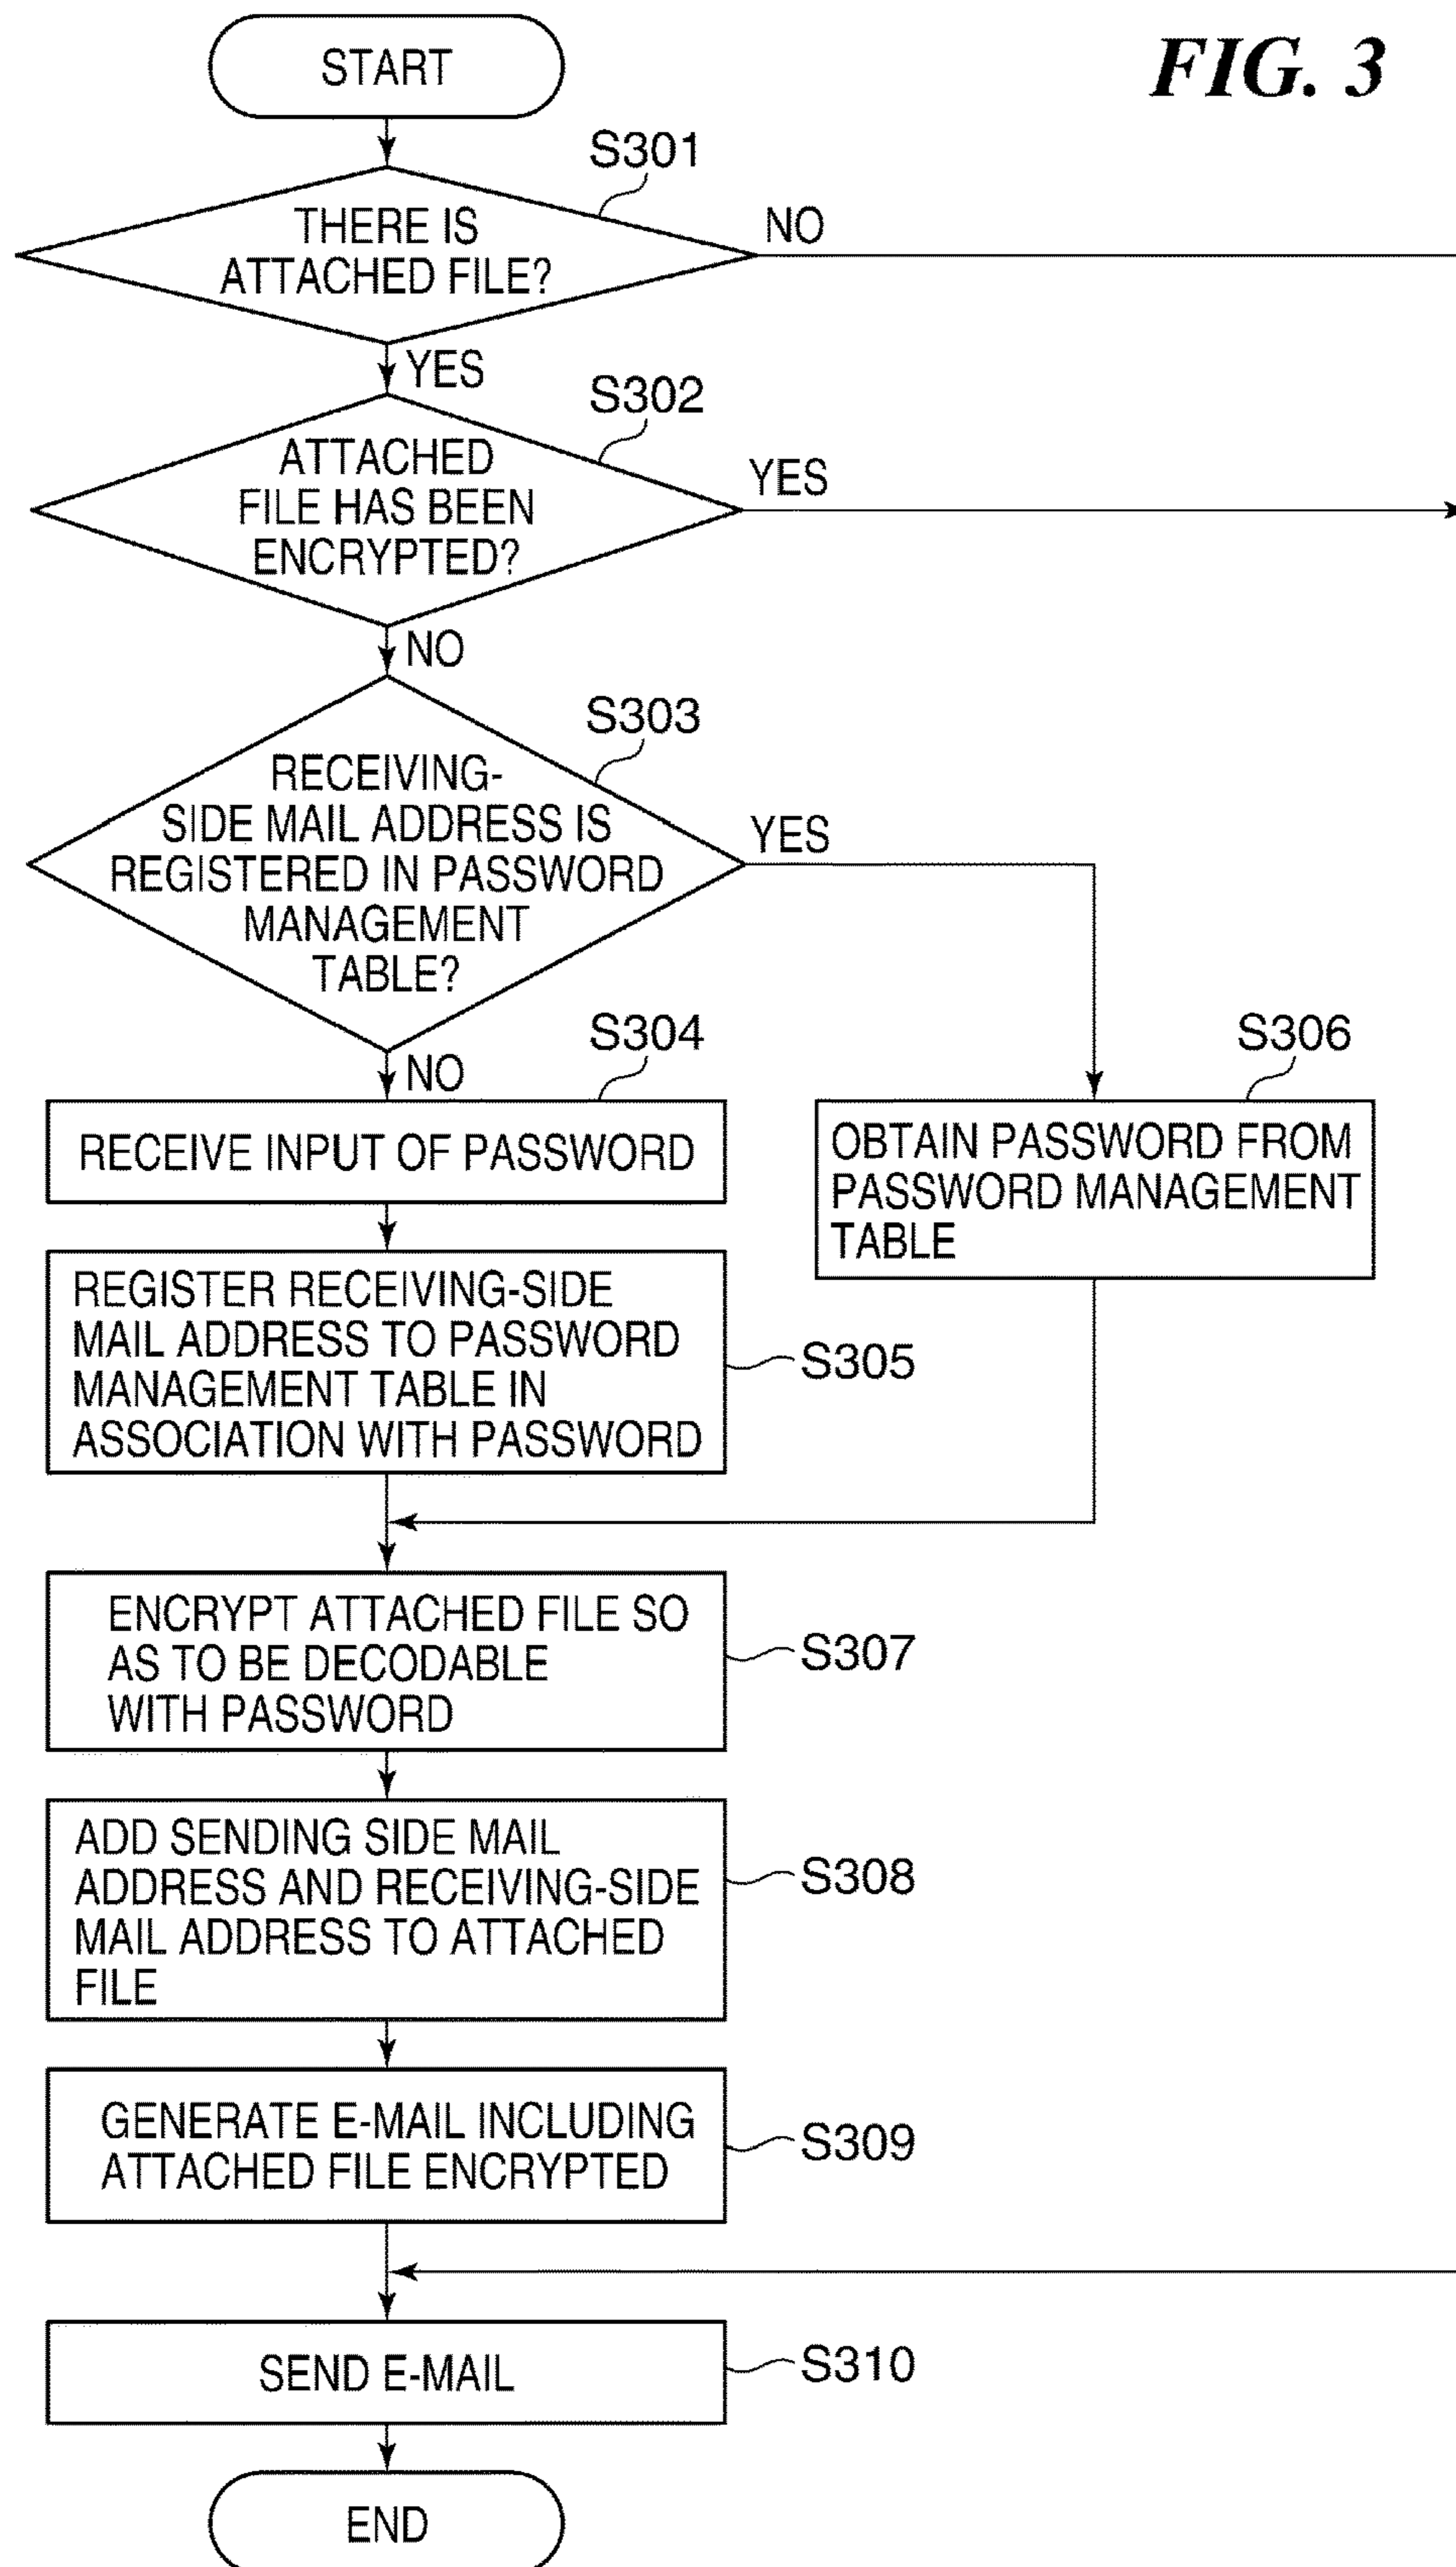 FIG. 3
START
S301
THERE IS
ATTACHED FILE?
NO
YES
S302
ATTACHED
FILE HAS BEEN
ENCRYPTED?
YES
NO
S303
RECEIVING-
SIDE MAIL ADDRESS IS
REGISTERED IN PASSWORD
MANAGEMENT
TABLE?
YES
NO
S304
RECEIVE INPUT OF PASSWORD
S306
OBTAIN PASSWORD FROM
PASSWORD MANAGEMENT
TABLE
REGISTER RECEIVING-SIDE
MAIL ADDRESS TO PASSWORD
MANAGEMENT TABLE IN
ASSOCIATION WITH PASSWORD
S305
ENCRYPT ATTACHED FILE SO
AS TO BE DECODABLE
WITH PASSWORD
S307
ADD SENDING SIDE MAIL
ADDRESS AND RECEIVING-SIDE
MAIL ADDRESS TO ATTACHED
FILE
S308
GENERATE E-MAIL INCLUDING
ATTACHED FILE ENCRYPTED
S309
SEND E-MAIL
S310
END